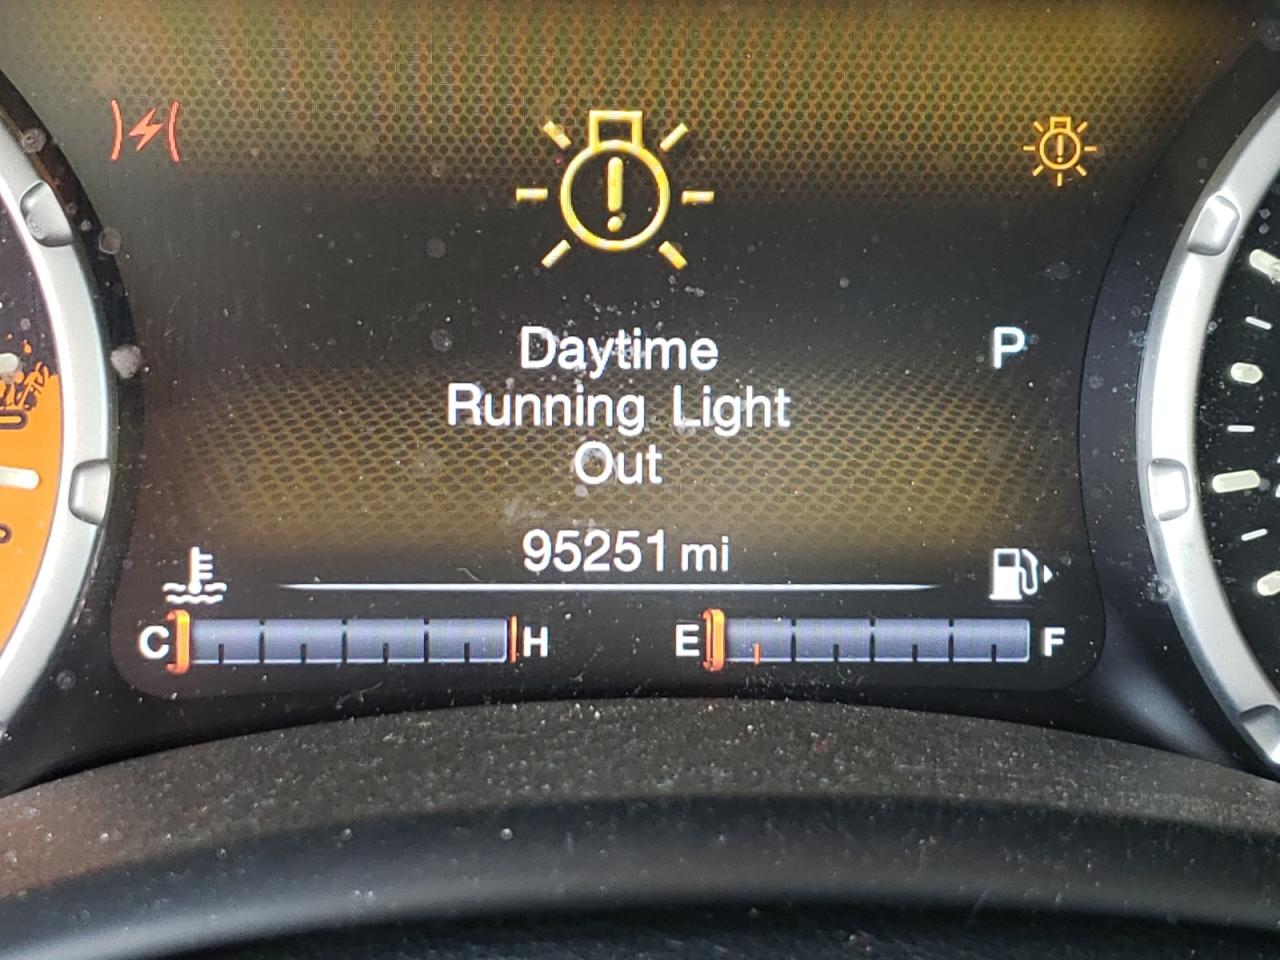 Daytime
P
Running Light
Out
95251 mi
C
H
E
F